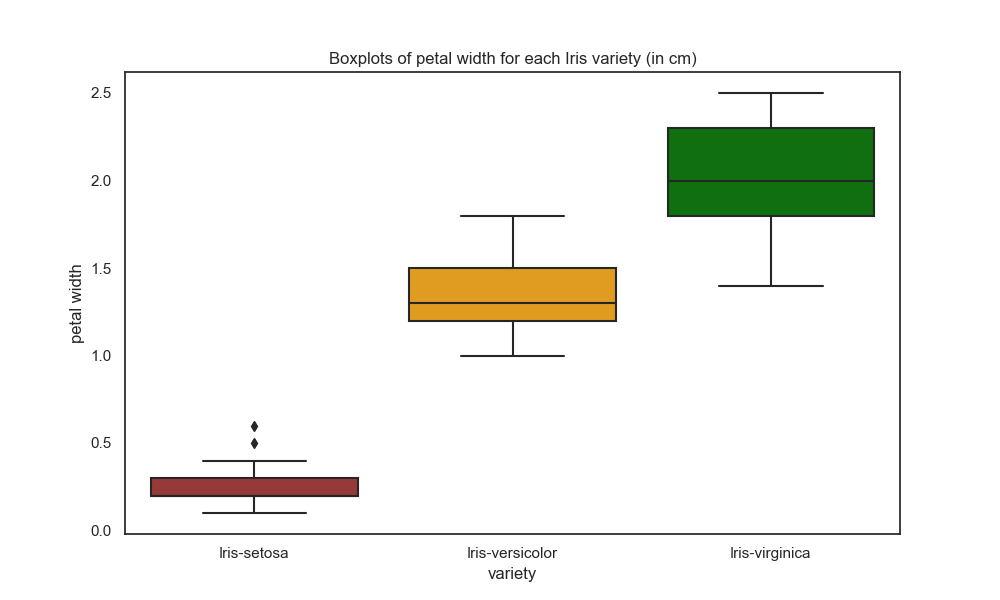 Boxplots of petal width for each Iris variety (in cm)
2.5
2.0
1.5
1.0
0.5
0.0
petal width
Iris-setosa
Iris-versicolor
Iris-virginica
variety